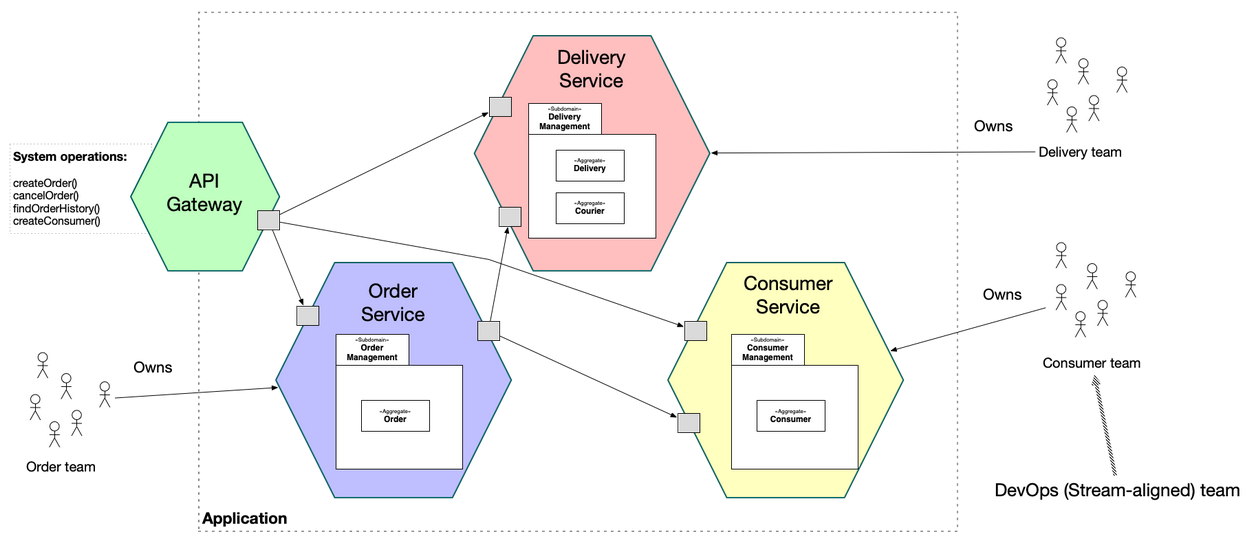 Delivery
Service
«Subdomain»
Delivery
Management
«Aggregate»
Delivery
«Aggregate»
Courier
Owns
Delivery team
System operations:
createOrder()
cancelOrder()
findOrderHistory()
createConsumer()
API
Gateway
Order
Service
«Subdomain»
Order
Management
«Aggregate»
Order
Consumer
Service
«Subdomain»
Consumer
Management
«Aggregate»
Consumer
Owns
Consumer team
Owns
Order team
DevOps (Stream-aligned) team
Application